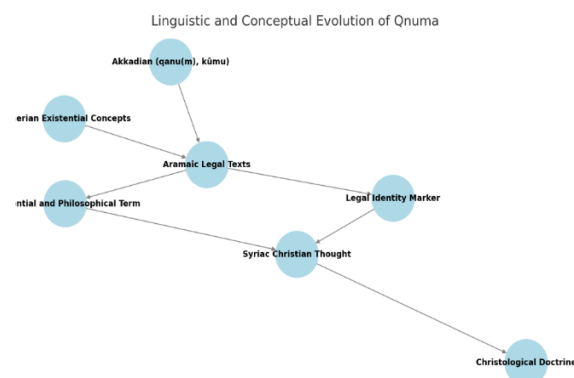 Linguistic and Conceptual Evolution of Qnuma
Akkadian (qanu(m), kūmu)
erian Existential Concepts
Aramaic Legal Texts
Legal Identity Marker
ntial and Philosophical Term
Syriac Christian Thought
Christological Doctrine